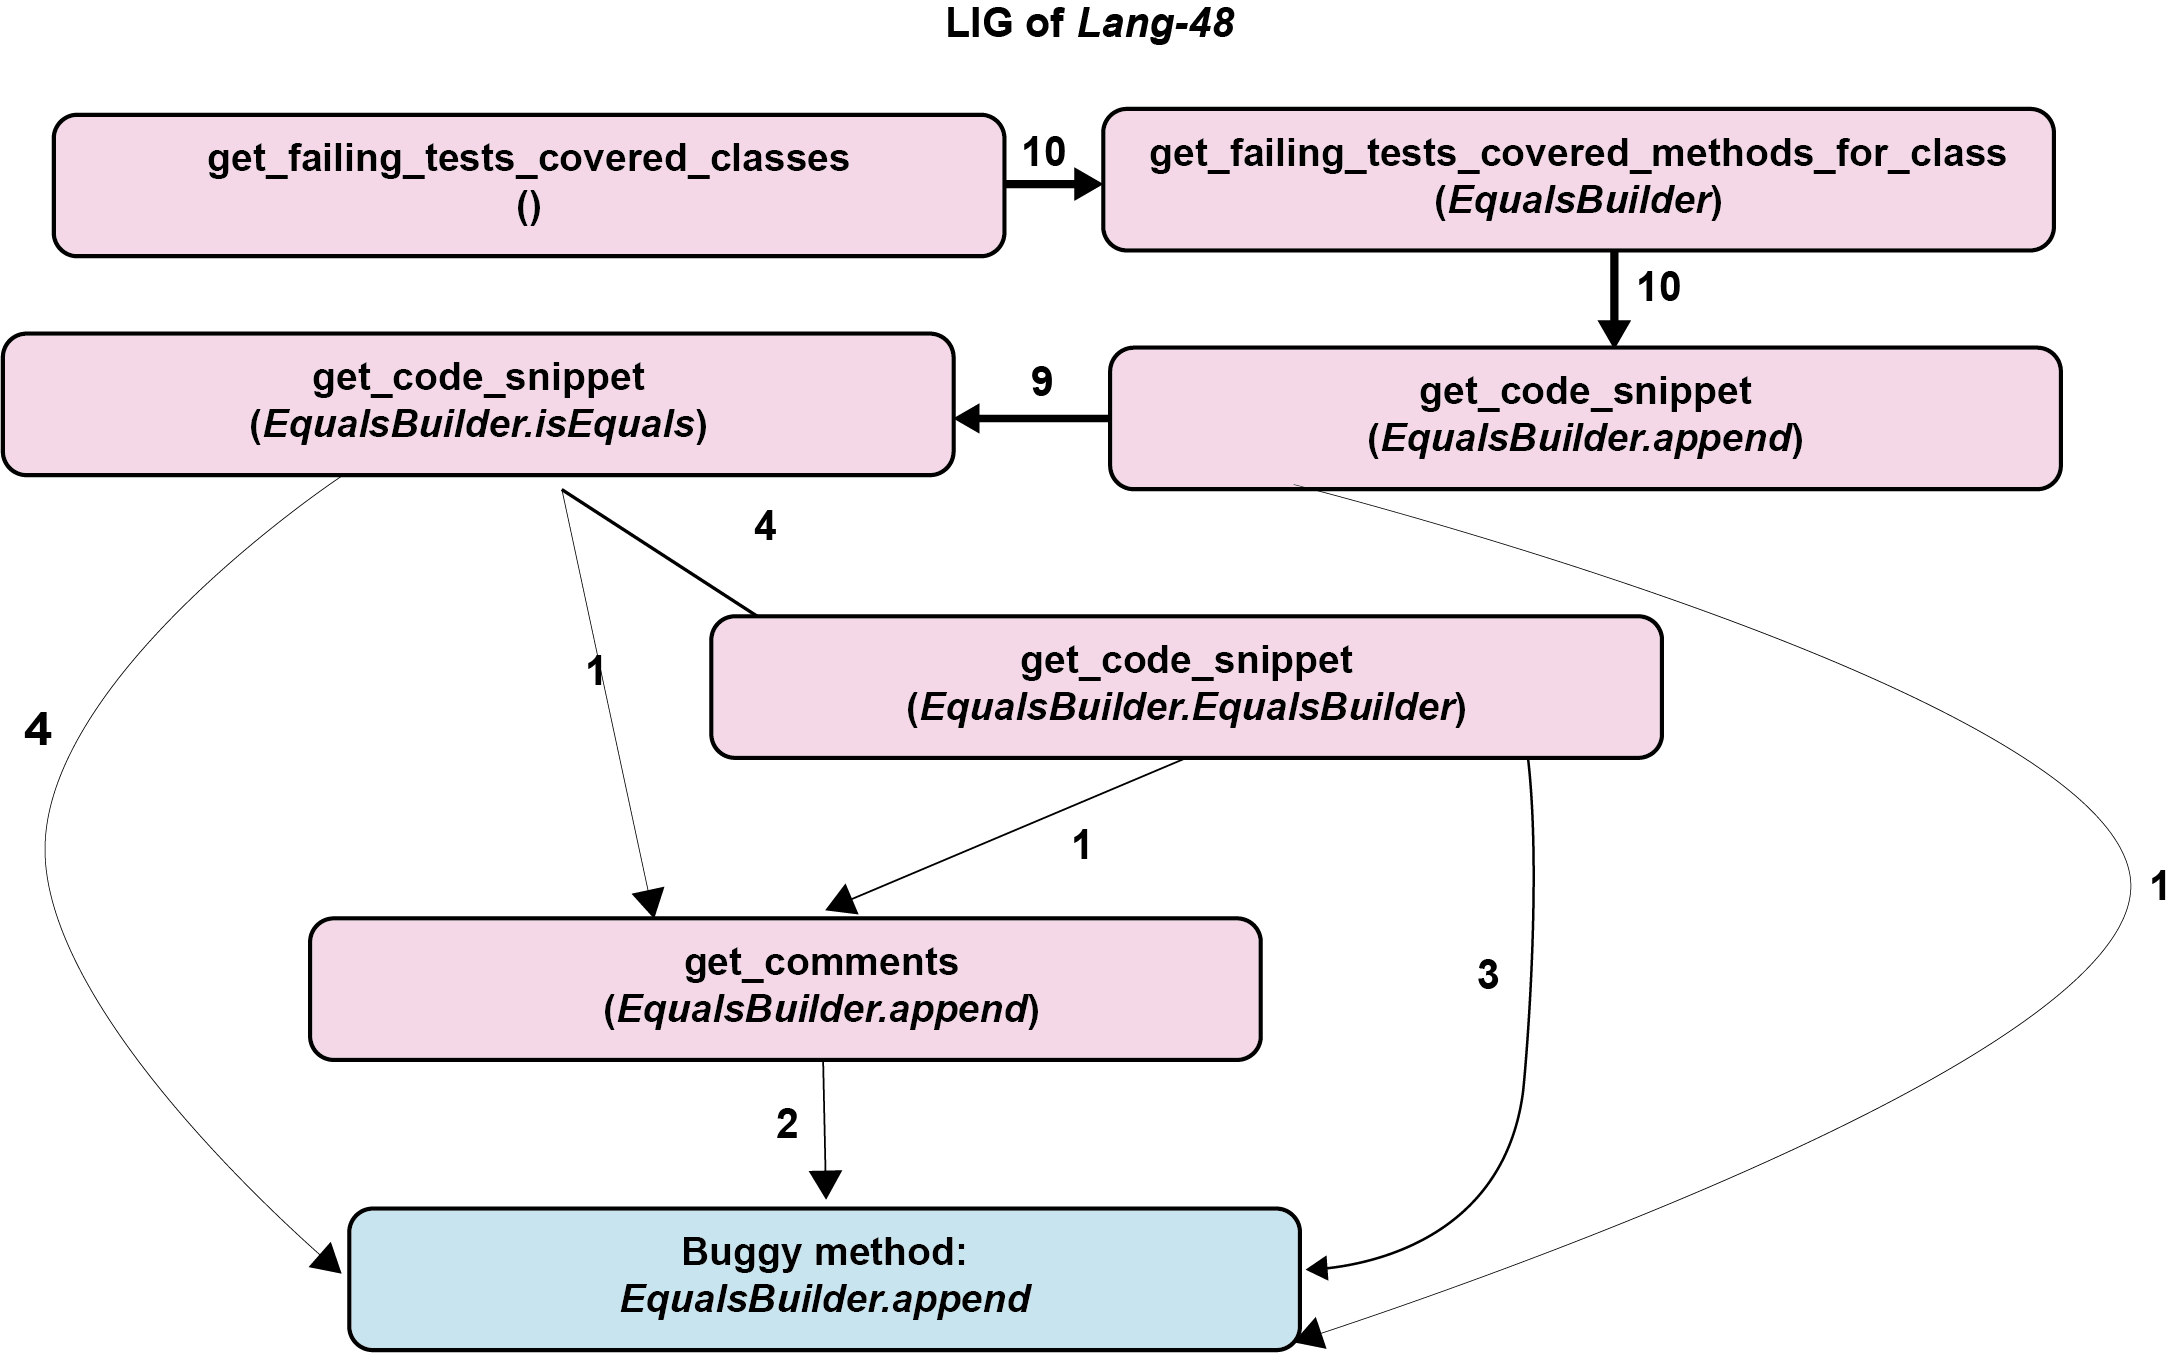 LIG of Lang-48
get_failing_tests_covered_classes
()
10
get_failing_tests_covered_methods_for_class
(EqualsBuilder)
10
get_code_snippet
(EqualsBuilder.isEquals)
9
get_code_snippet
(EqualsBuilder.append)
4
1
get_code_snippet
(EqualsBuilder.EqualsBuilder)
4
1
1
3
get_comments
(EqualsBuilder.append)
2
Buggy method:
EqualsBuilder.append